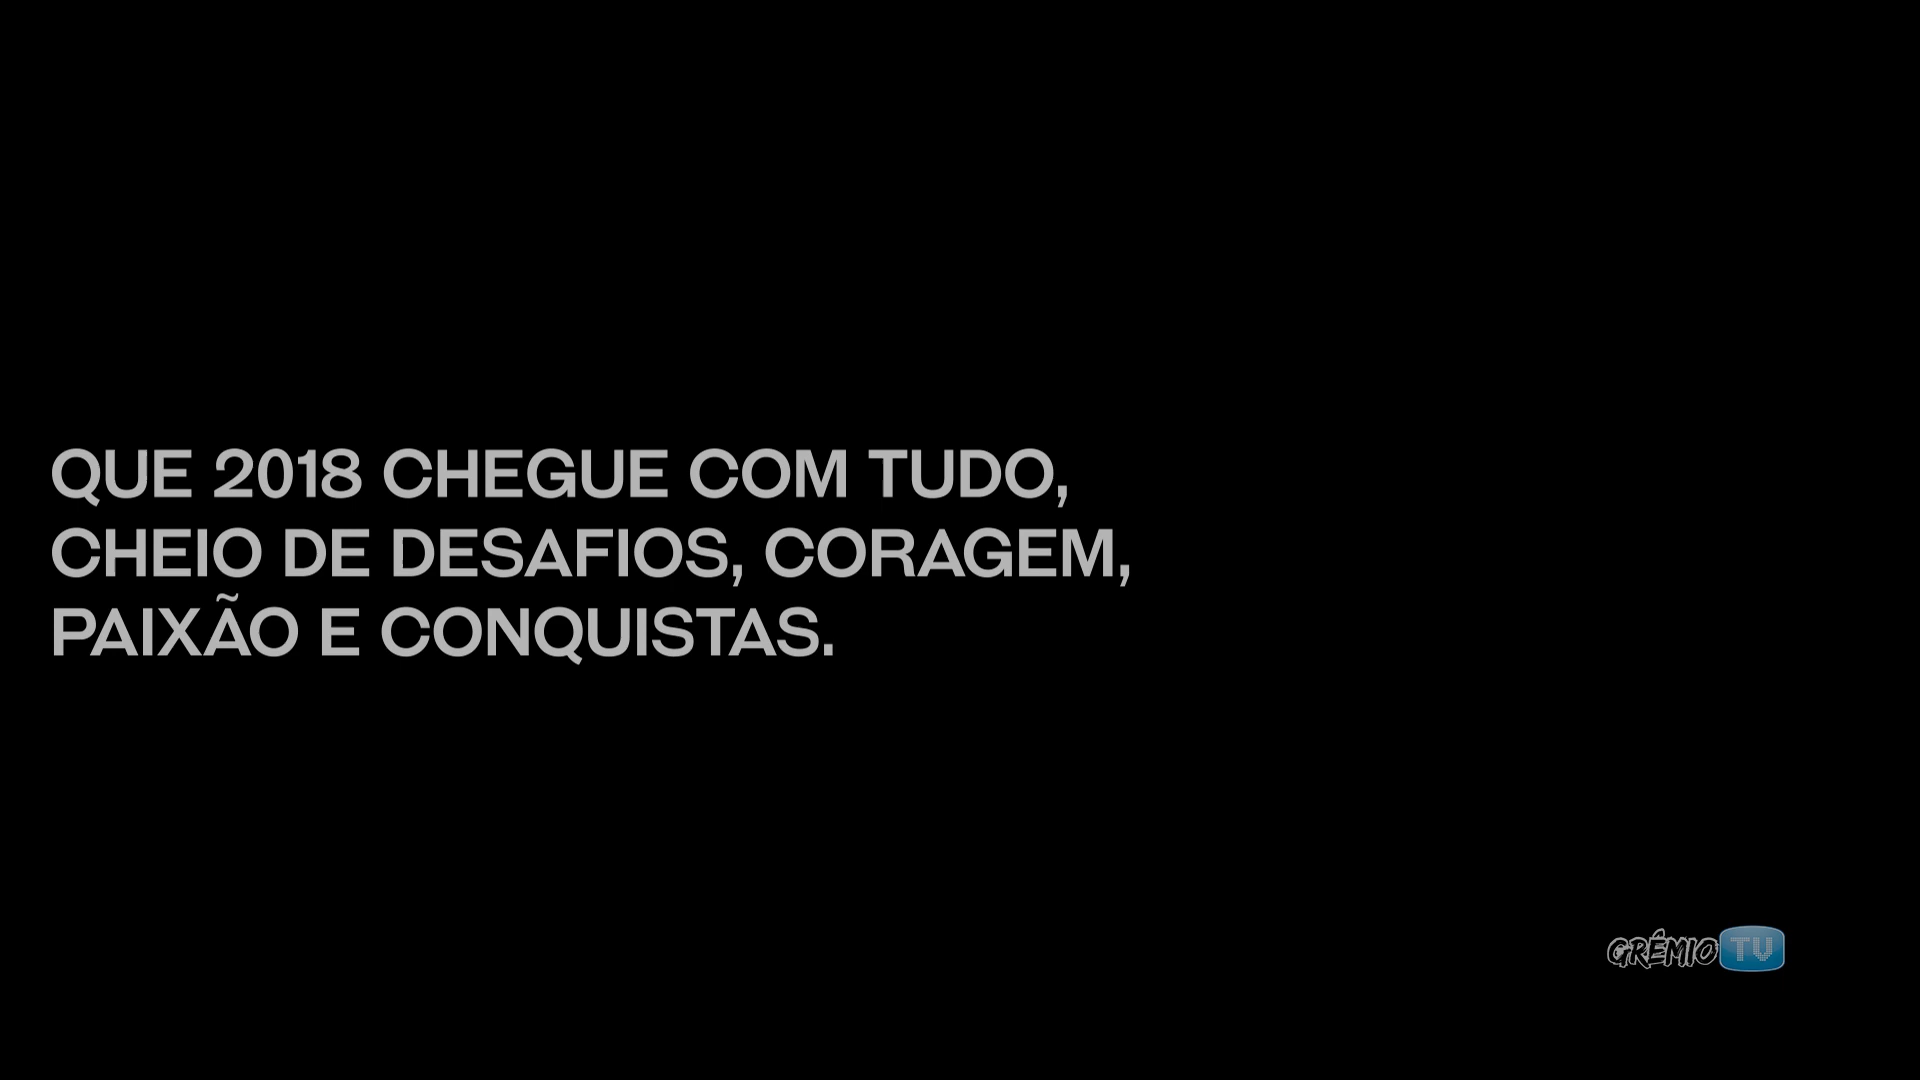 QUE 2018 CHEGUE COM TUDO,
CHEIO DE DESAFIOS, CORAGEM,
PAIXÃO E CONQUISTAS.
GRÊMIO TV